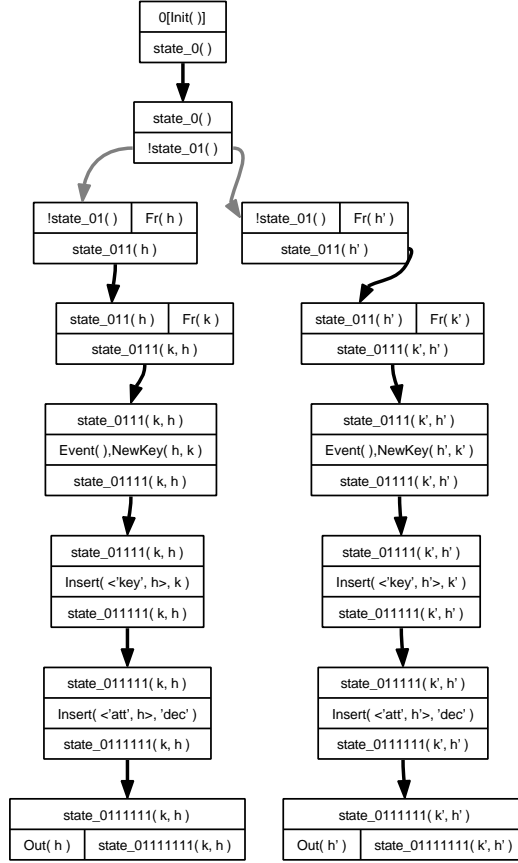 0[Init( )]
state_0( )
state_0( )
!state_01( )
!state_01( ) Fr( h )
state_011( h )
!state_01( ) Fr( h’ )
state_011( h’ )
state_011( h ) Fr( k )
state_0111( k, h )
state_011( h’ ) Fr( k’ )
state_0111( k’, h’ )
state_0111( k, h )
Event( ),NewKey( h, k )
state_01111( k, h )
state_0111( k’, h’ )
Event( ),NewKey( h’, k’ )
state_01111( k’, h’ )
state_01111( k, h )
Insert( <’key’, h>, k )
state_011111( k, h )
state_01111( k’, h’ )
Insert( <’key’, h’>, k’ )
state_011111( k’, h’ )
state_011111( k, h )
Insert( <’att’, h>, ’dec’ )
state_0111111( k, h )
state_011111( k’, h’ )
Insert( <’att’, h’>, ’dec’ )
state_0111111( k’, h’ )
state_0111111( k, h )
Out( h ) state_01111111( k, h )
state_0111111( k’, h’ )
Out( h’ ) state_01111111( k’, h’ )